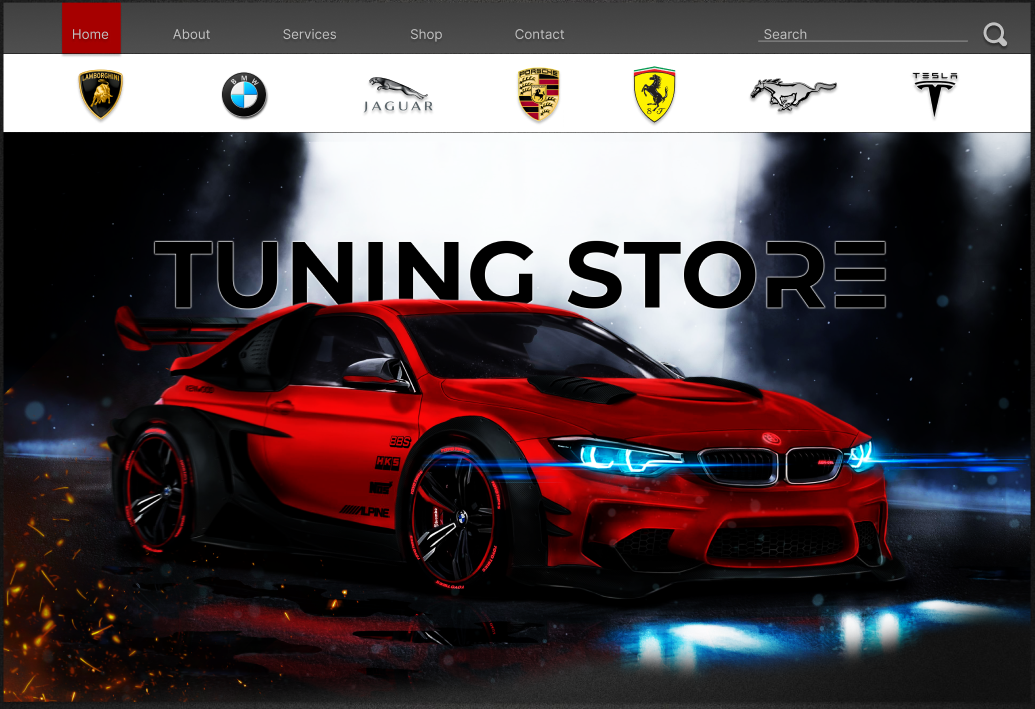 Home About Services Shop Contact Search
LAMBORGHINI BMW JAGUAR PORSCHE TESLA
TUNING STORE
BBS
HKS
ALPINE